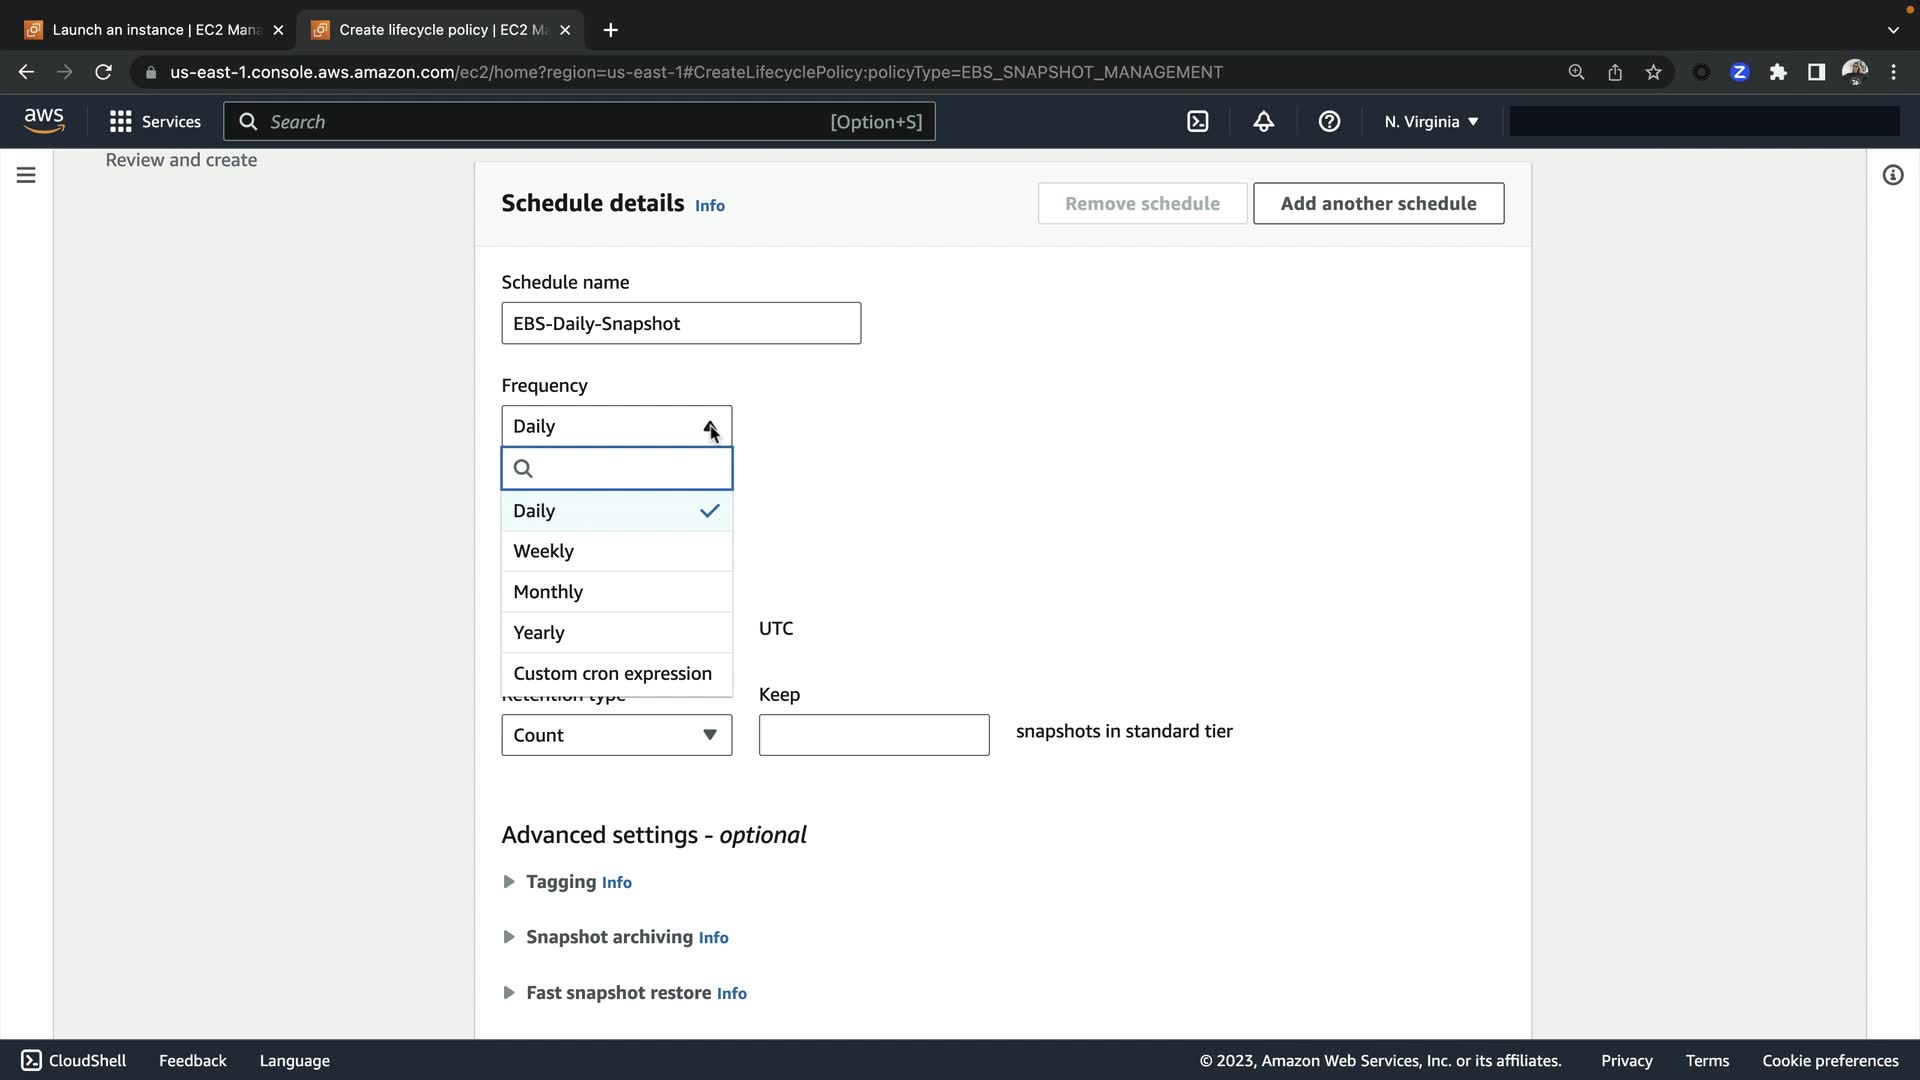 Launch an instance | EC2 Mana
Create lifecycle policy | EC2 Ma
us-east-1.console.aws.amazon.com/ec2/home?region=us-east-1#CreateLifecyclePolicy:policyType=EBS_SNAPSHOT_MANAGEMENT
aws
Services
Search
[Option+S]
N. Virginia
Review and create
Schedule details Info
Remove schedule
Add another schedule
Schedule name
EBS-Daily-Snapshot
Frequency
Daily
Daily
Weekly
Monthly
Yearly
UTC
Custom cron expression
Retention type
Keep
Count
snapshots in standard tier
Advanced settings - optional
Tagging Info
Snapshot archiving Info
Fast snapshot restore Info
CloudShell
Feedback
Language
© 2023, Amazon Web Services, Inc. or its affiliates.
Privacy
Terms
Cookie preferences